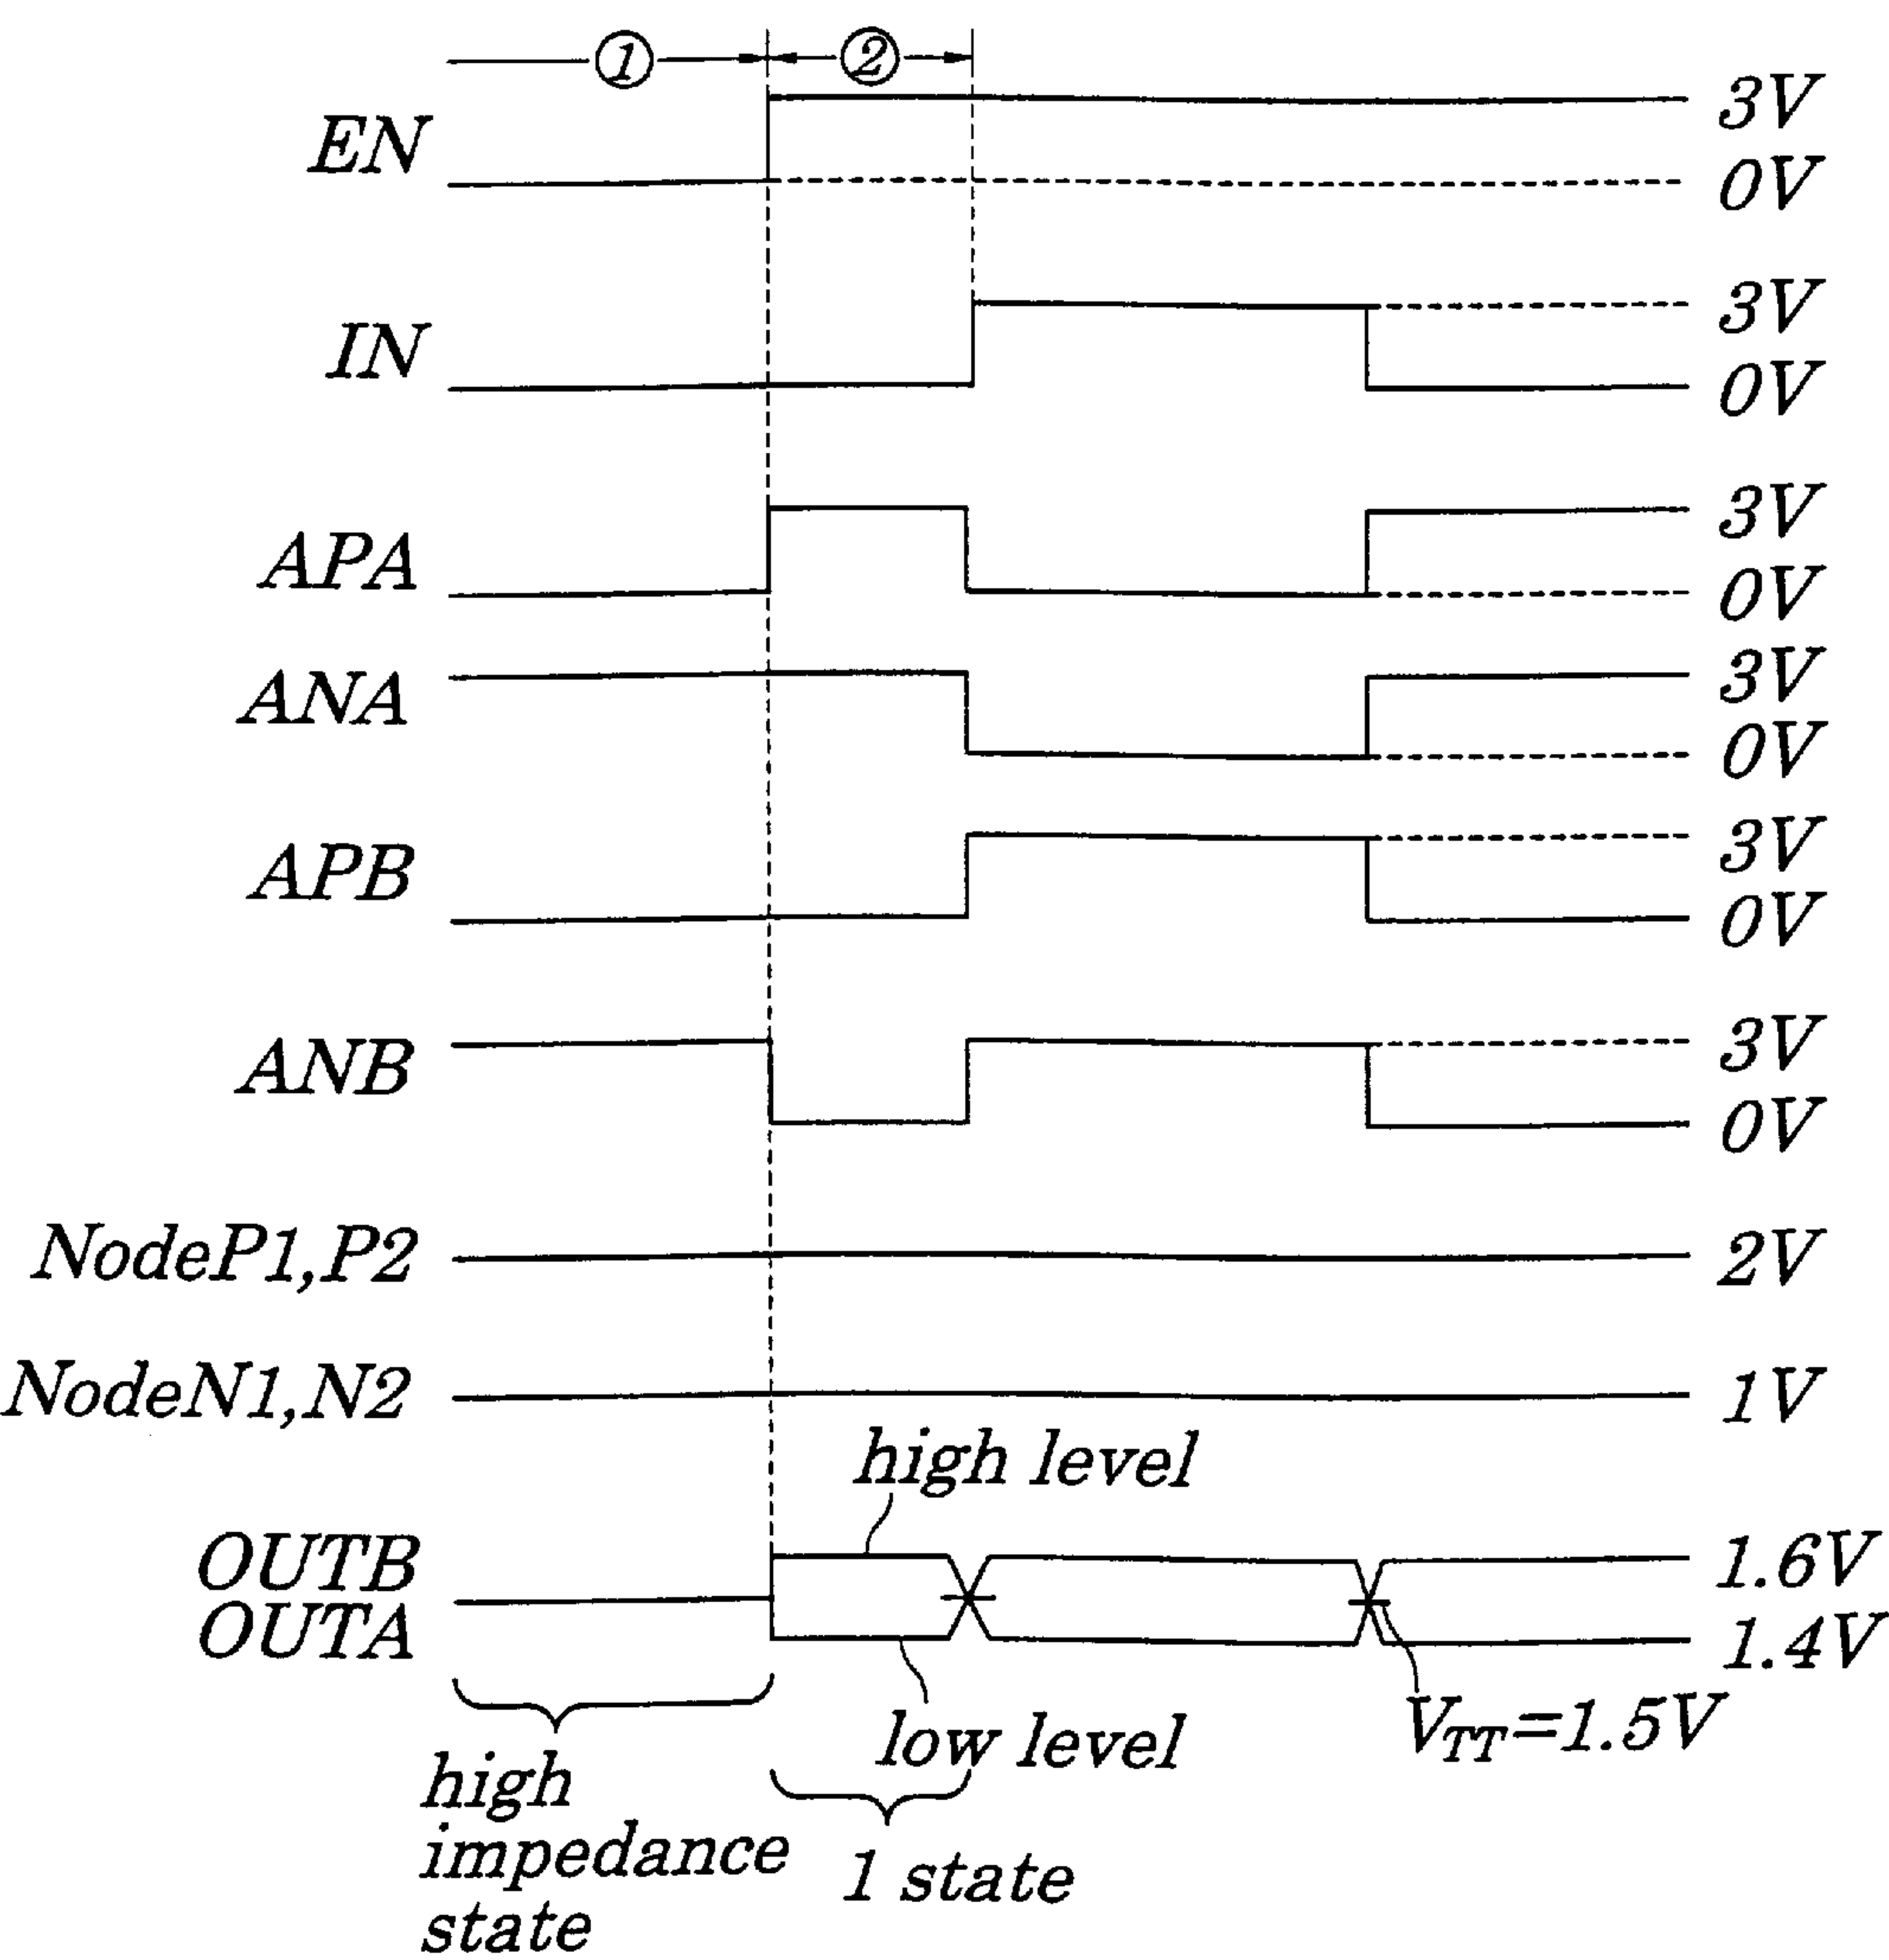 ① ②
EN 3V
0V
IN 3V
0V
APA 3V
0V
ANA 3V
0V
APB 3V
0V
ANB 3V
0V
NodeP1,P2 2V
NodeN1,N2 1V
high level
OUTB 1.6V
OUTA 1.4V
low level VTT=1.5V
high
impedance
state
1 state